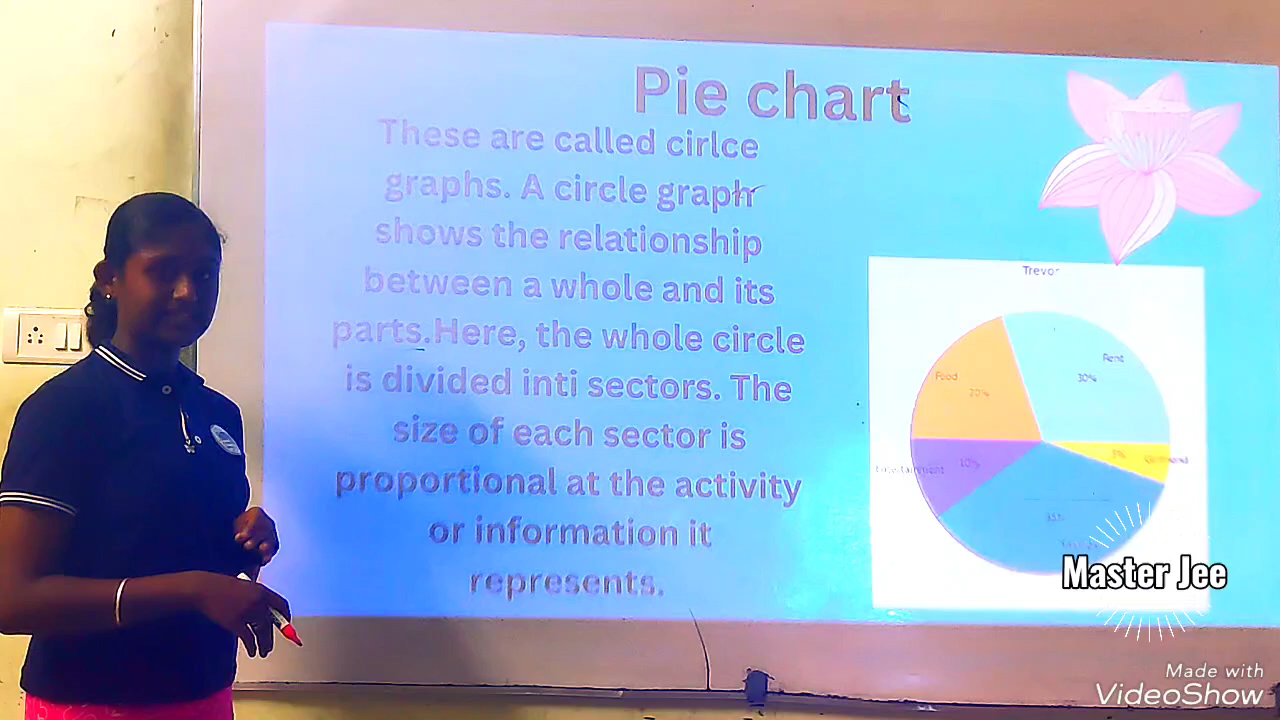 Pie chart
These are called cirlce
graphs. A circle graph
shows the relationship
between a whole and its
parts.Here, the whole circle
is divided inti sectors. The
size of each sector is
proportional at the activity
or information it
represents.
Trevor
Rent
30%
Food
20%
Entertainment
10%
3%
35%
Master Jee
Made with
VideoShow